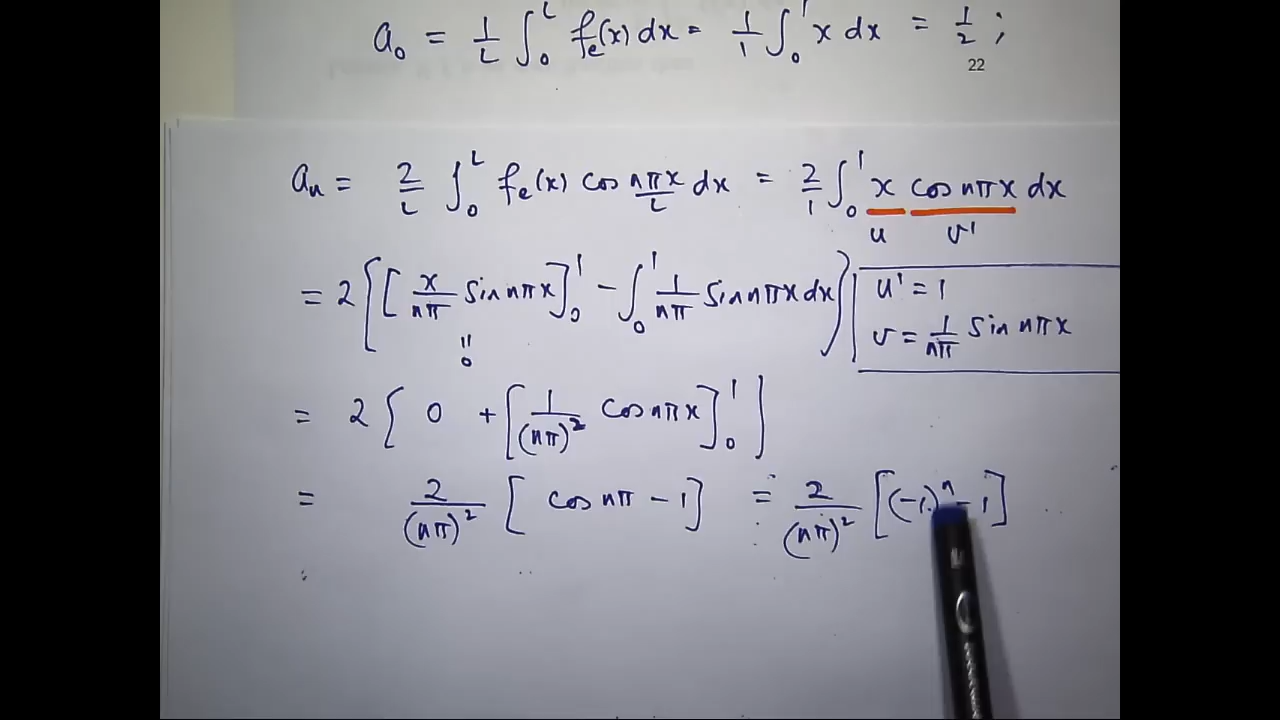 a₀ = 1/L ∫₀ᴸ fₑ(x) dx = 1/1 ∫₀¹ x dx = 1/2 ;
22
aₙ = 2/L ∫₀ᴸ fₑ(x) cos nπx/L dx = 2/1 ∫₀¹ x cos nπx dx
u v'
= 2 { [ x/nπ sin nπx ]₀¹ − ∫₀¹ 1/nπ sin nπx dx }
u' = 1
v = 1/nπ sin nπx
"
0
= 2 { 0 + [ 1/(nπ)² cos nπx ]₀¹ }
= 2/(nπ)² [ cos nπ − 1 ] = 2/(nπ)² [ (-1)ⁿ − 1 ]